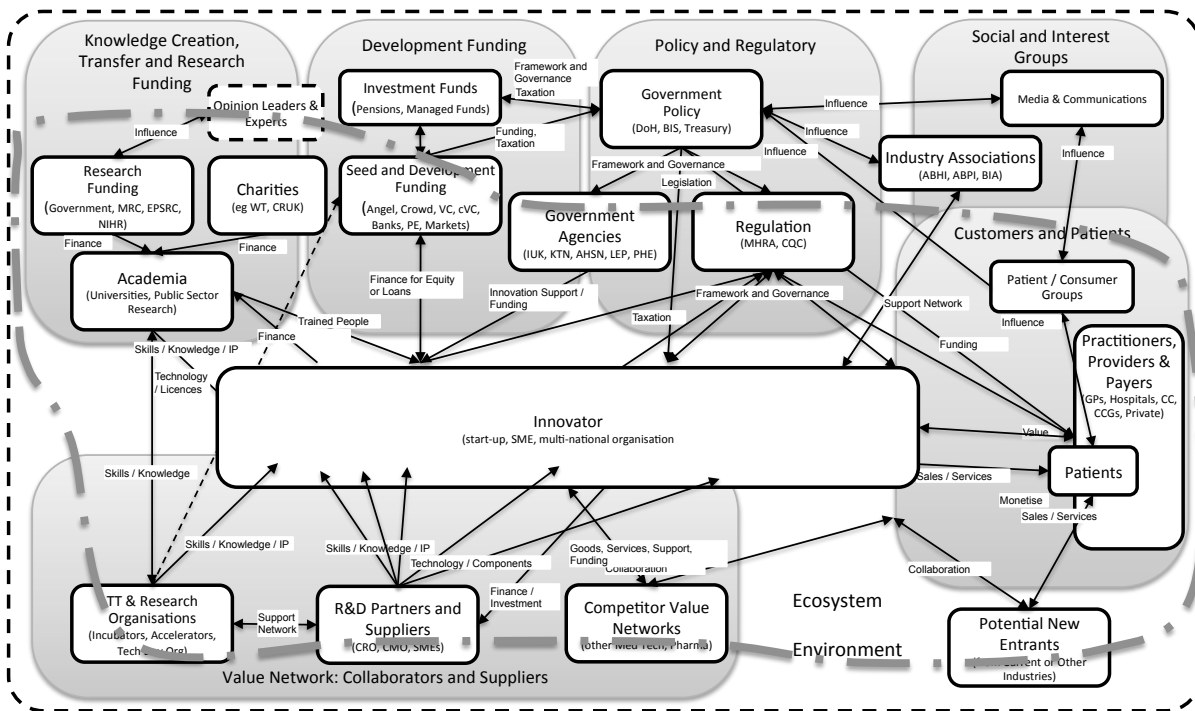 Knowledge Creation,
Transfer and Research
Funding
Opinion Leaders &
Experts
Influence
Research
Funding
(Government, MRC, EPSRC,
NIHR)
Charities
(eg WT, CRUK)
Finance
Finance
Academia
(Universities, Public Sector
Research)
Development Funding
Investment Funds
(Pensions, Managed Funds)
Framework and
Governance
Taxation
Funding,
Taxation
Seed and Development
Funding
(Angel, Crowd, VC, cVC,
Banks, PE, Markets)
Finance for Equity
or Loans
Policy and Regulatory
Government
Policy
(DoH, BIS, Treasury)
Framework and Governance
Legislation
Government
Agencies
(IUK, KTN, AHSN, LEP, PHE)
Regulation
(MHRA, CQC)
Innovation Support /
Funding
Framework and Governance
Taxation
Social and Interest
Groups
Media & Communications
Influence
Influence
Influence
Influence
Industry Associations
(ABHI, ABPI, BIA)
Customers and Patients
Patient / Consumer
Groups
Influence
Support Network
Funding
Practitioners,
Providers &
Payers
(GPs, Hospitals, CC,
CCGs, Private)
Patients
Value
Sales / Services
Monetise
Sales / Services
Trained People
Finance
Skills / Knowledge / IP
Technology
/ Licences
Innovator
(start-up, SME, multi-national organisation
Skills / Knowledge
Skills / Knowledge / IP
Skills / Knowledge / IP
Technology / Components
Goods, Services, Support,
Funding
Collaboration
Finance /
Investment
Collaboration
TT & Research
Organisations
(Incubators, Accelerators,
Support
Network
R&D Partners and
Suppliers
(CRO, CMO, SMEs)
Competitor Value
Networks
(other Med Tech, Pharma)
Ecosystem
Environment
Potential New
Entrants
(from Current or Other
Industries)
Value Network: Collaborators and Suppliers